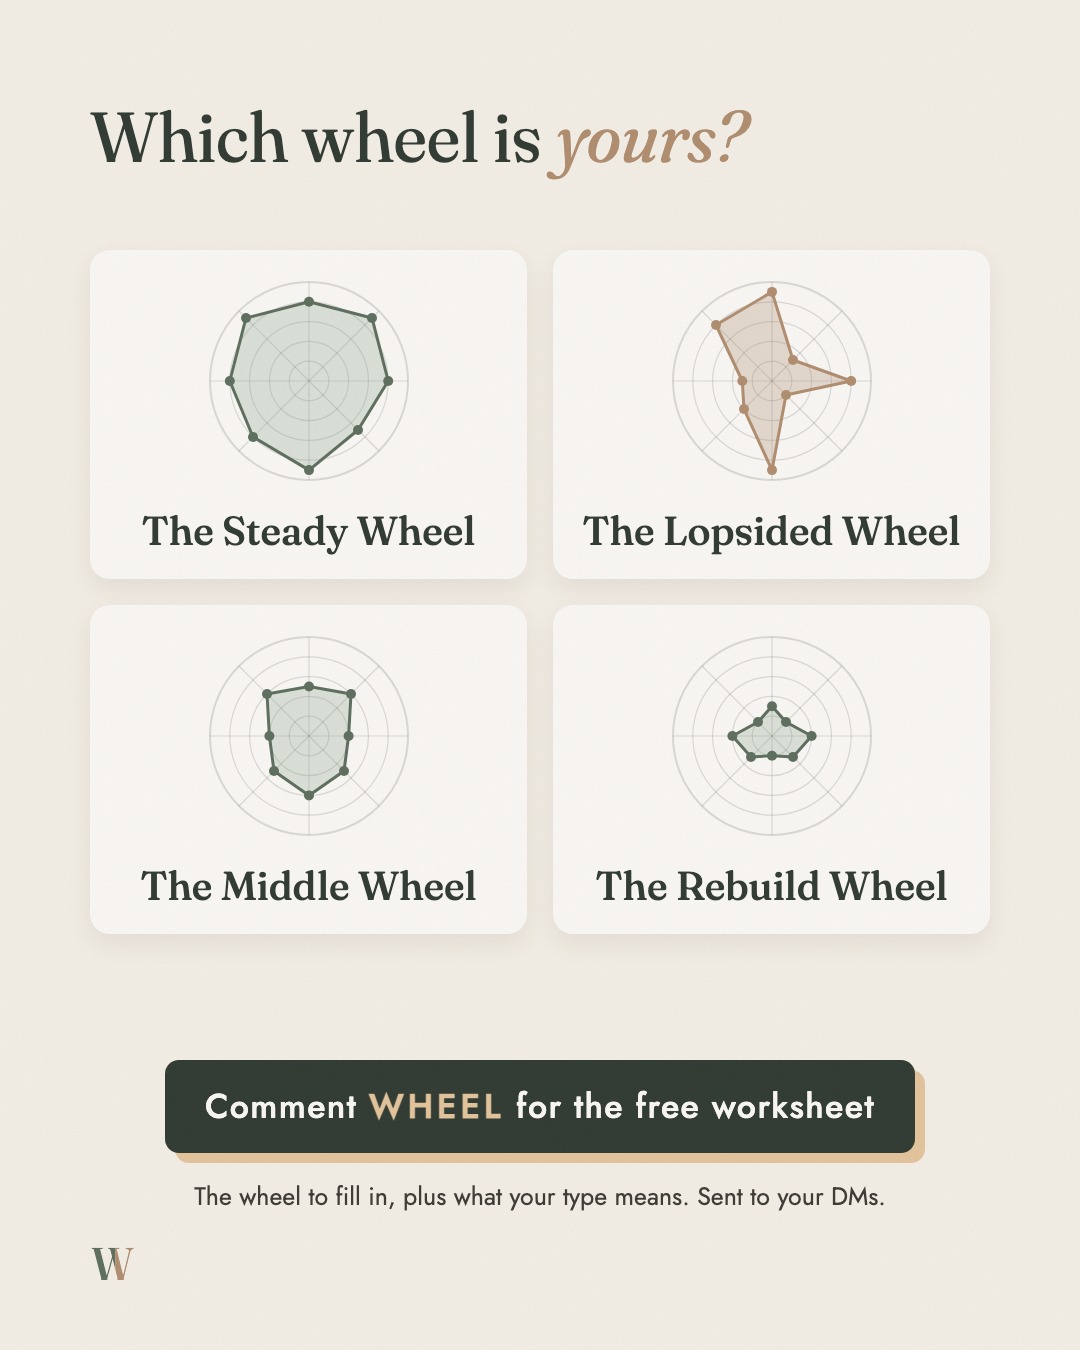 Which wheel is yours?
The Steady Wheel
The Lopsided Wheel
The Middle Wheel
The Rebuild Wheel
Comment WHEEL for the free worksheet
The wheel to fill in, plus what your type means. Sent to your DMs.
W